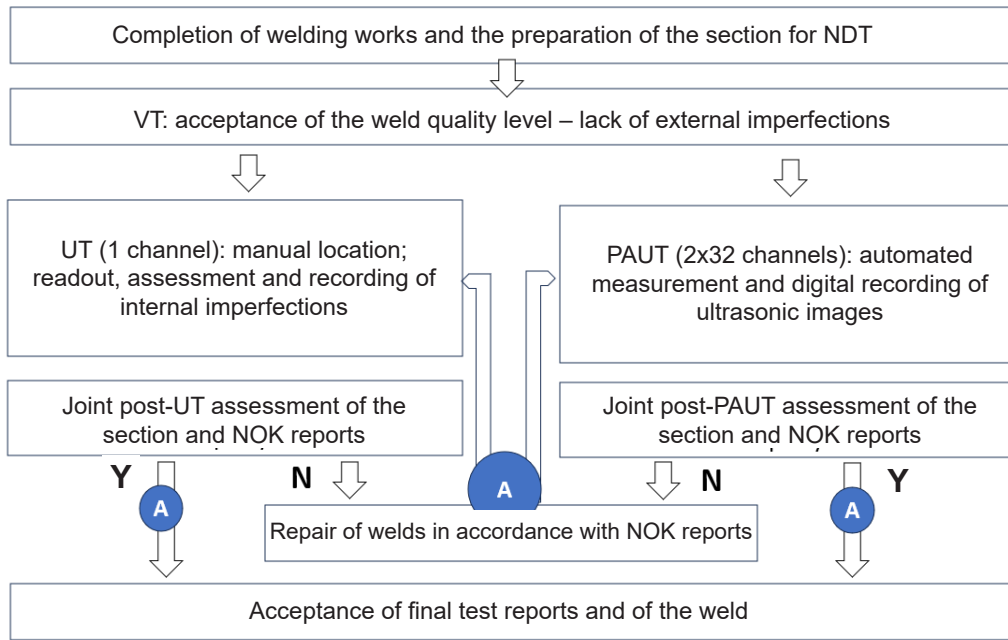 Completion of welding works and the preparation of the section for NDT
VT: acceptance of the weld quality level – lack of external imperfections
UT (1 channel): manual location;
readout, assessment and recording of
internal imperfections
PAUT (2x32 channels): automated
measurement and digital recording of
ultrasonic images
Joint post-UT assessment of the
section and NOK reports
Joint post-PAUT assessment of the
section and NOK reports
Y
N
A
N
Y
A
A
Repair of welds in accordance with NOK reports
Acceptance of final test reports and of the weld